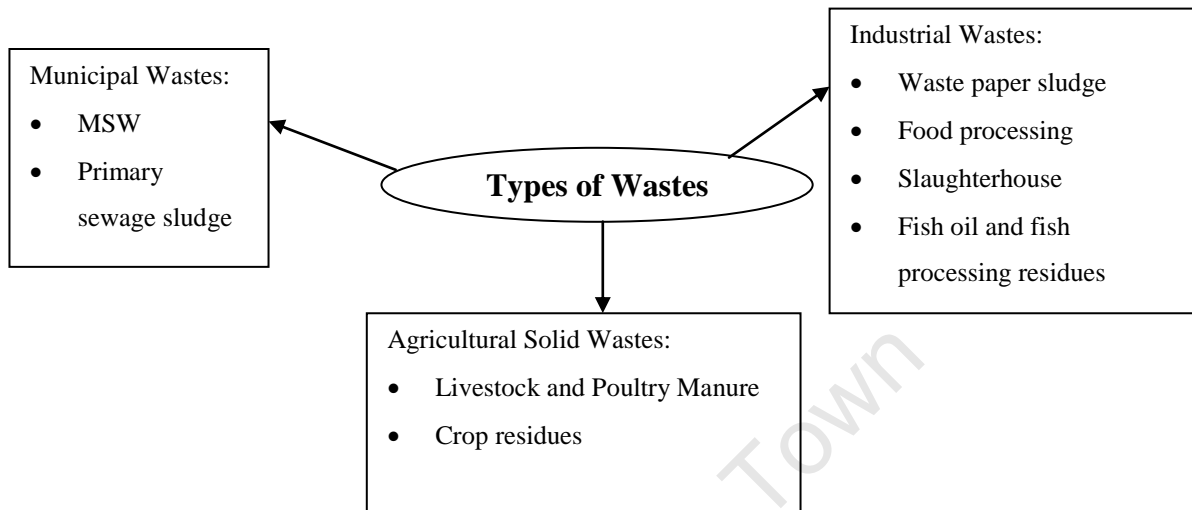 Industrial Wastes:
• Waste paper sludge
• Food processing
• Slaughterhouse
• Fish oil and fish
processing residues
Municipal Wastes:
• MSW
• Primary
sewage sludge
Types of Wastes
Agricultural Solid Wastes:
• Livestock and Poultry Manure
• Crop residues
Town